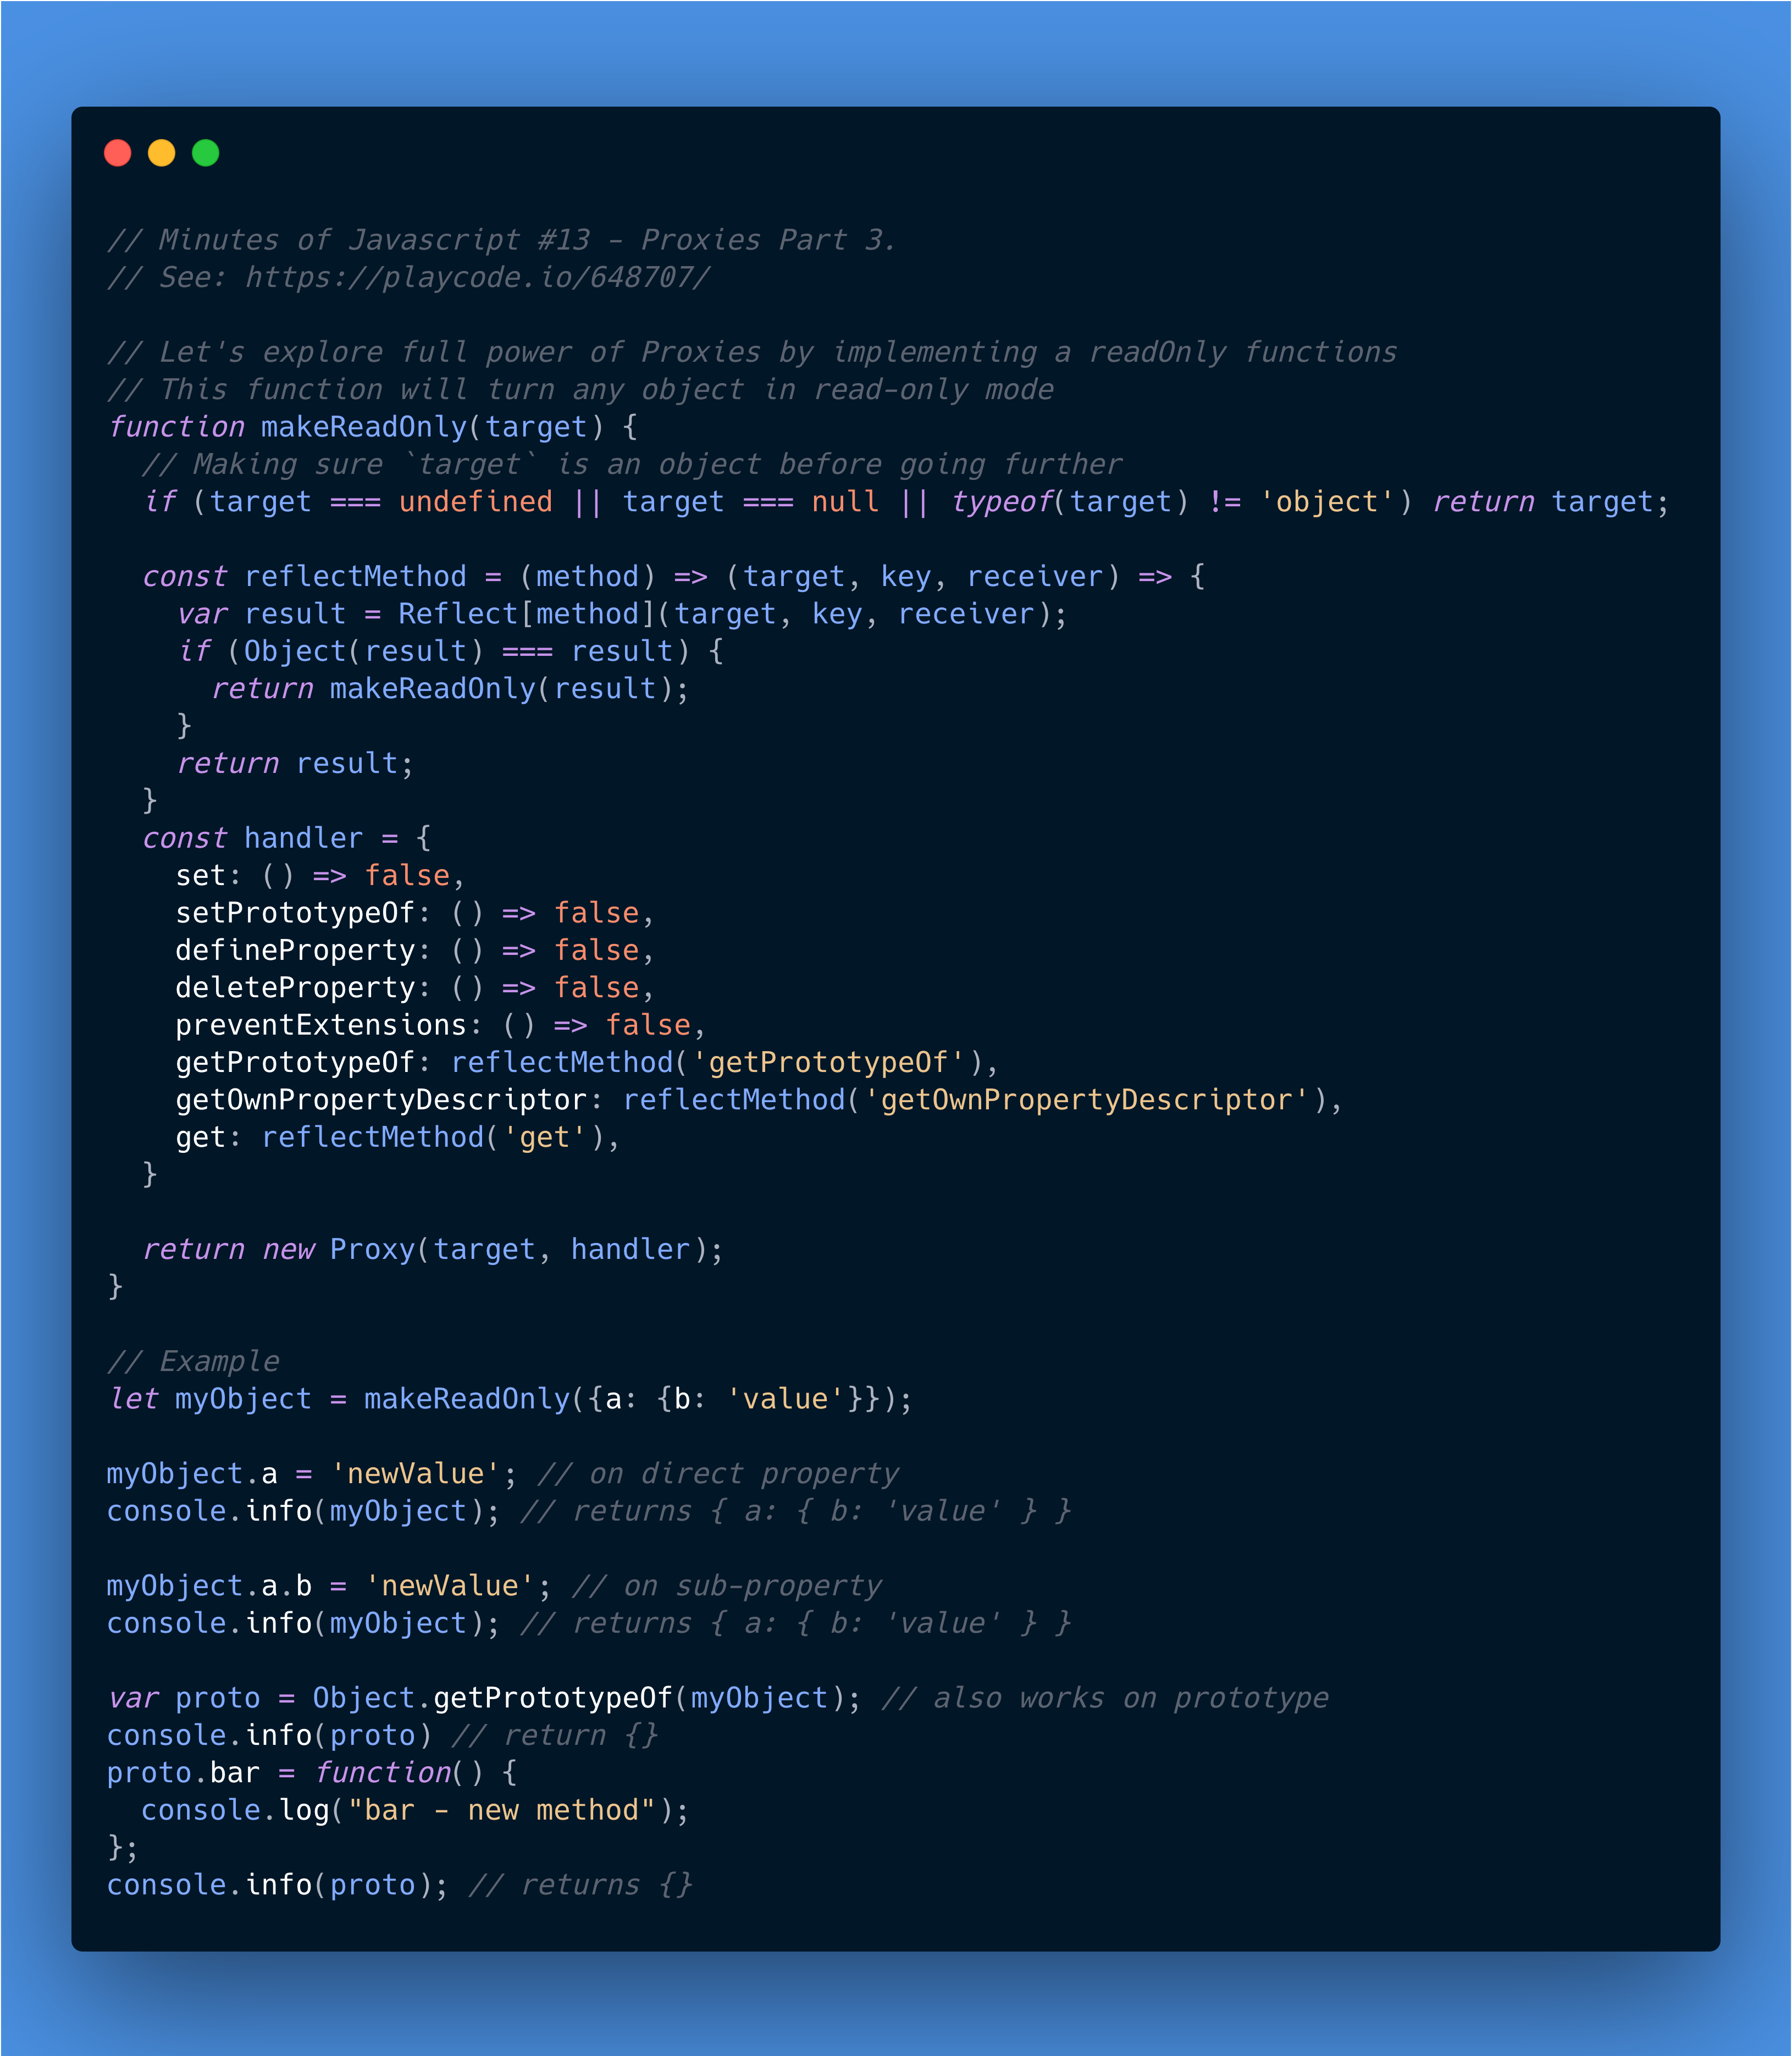 // Minutes of Javascript #13 - Proxies Part 3.
// See: https://playcode.io/648707/

// Let's explore full power of Proxies by implementing a readOnly functions
// This function will turn any object in read-only mode
function makeReadOnly(target) {
  // Making sure `target` is an object before going further
  if (target === undefined || target === null || typeof(target) != 'object') return target;

  const reflectMethod = (method) => (target, key, receiver) => {
    var result = Reflect[method](target, key, receiver);
    if (Object(result) === result) {
      return makeReadOnly(result);
    }
    return result;
  }
  const handler = {
    set: () => false,
    setPrototypeOf: () => false,
    defineProperty: () => false,
    deleteProperty: () => false,
    preventExtensions: () => false,
    getPrototypeOf: reflectMethod('getPrototypeOf'),
    getOwnPropertyDescriptor: reflectMethod('getOwnPropertyDescriptor'),
    get: reflectMethod('get'),
  }

  return new Proxy(target, handler);
}

// Example
let myObject = makeReadOnly({a: {b: 'value'}});

myObject.a = 'newValue'; // on direct property
console.info(myObject); // returns { a: { b: 'value' } }

myObject.a.b = 'newValue'; // on sub-property
console.info(myObject); // returns { a: { b: 'value' } }

var proto = Object.getPrototypeOf(myObject); // also works on prototype
console.info(proto) // return {}
proto.bar = function() {
  console.log("bar - new method");
};
console.info(proto); // returns {}